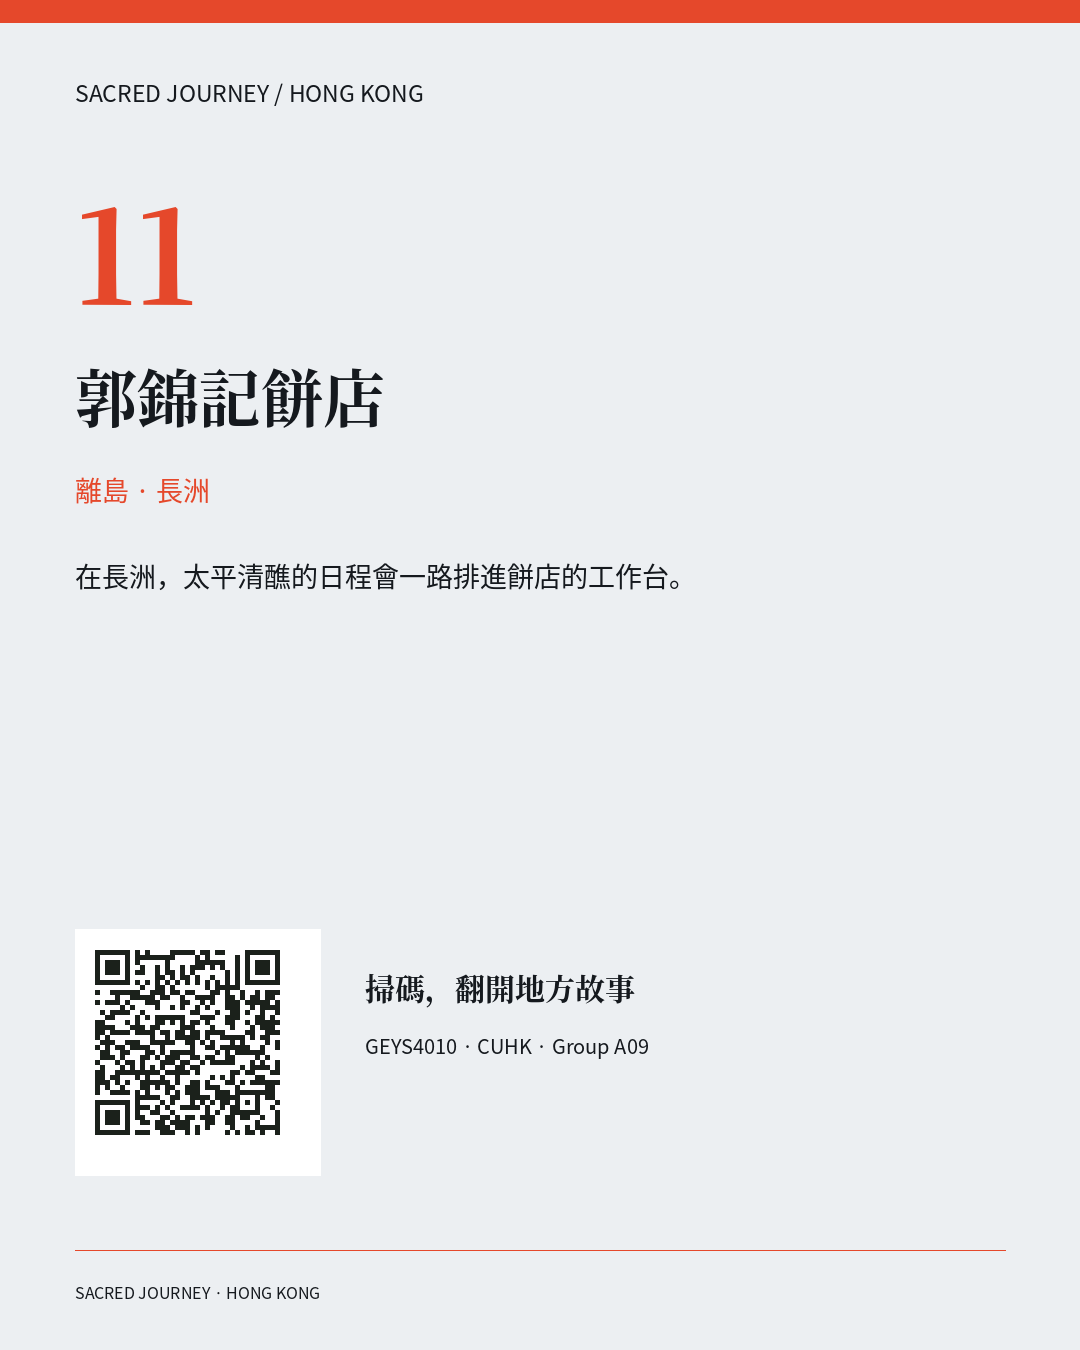 SACRED JOURNEY / HONG KONG
11
郭錦記餅店
離島 · 長洲
在長洲，太平清醮的日程會一路排進餅店的工作台。
掃碼，翻開地方故事
GEYS4010 · CUHK · Group A09
SACRED JOURNEY · HONG KONG